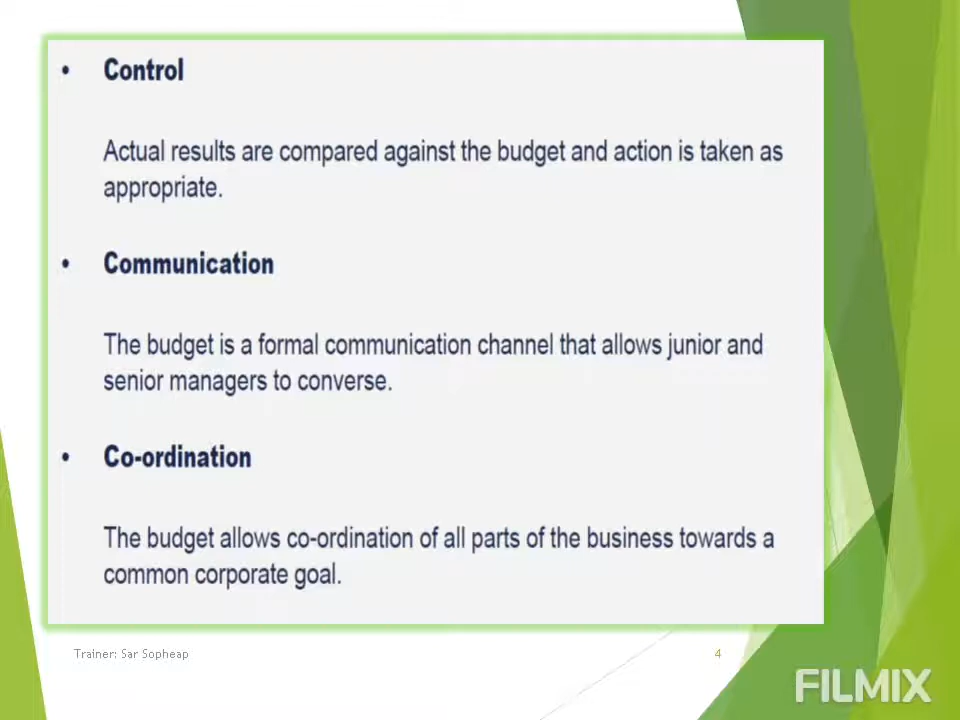 • Control
Actual results are compared against the budget and action is taken as
appropriate.
• Communication
The budget is a formal communication channel that allows junior and
senior managers to converse.
• Co-ordination
The budget allows co-ordination of all parts of the business towards a
common corporate goal.
Trainer: Sar Sopheap
4
FILMIX